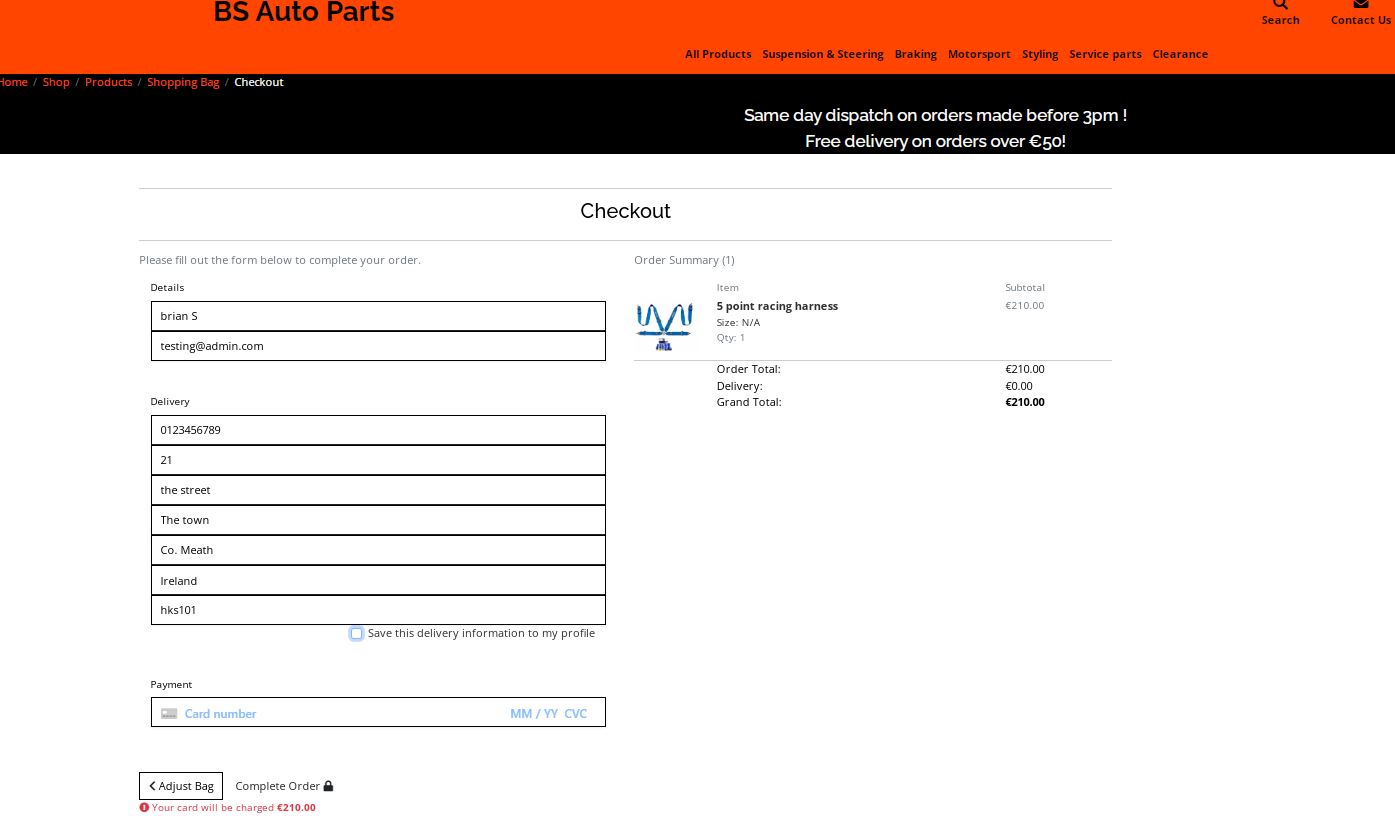 BS Auto Parts
Search
Contact Us
All Products Suspension & Steering Braking Motorsport Styling Service parts Clearance
Home / Shop / Products / Shopping Bag / Checkout
Same day dispatch on orders made before 3pm !
Free delivery on orders over €50!
Checkout
Please fill out the form below to complete your order.
Details
brian S
testing@admin.com
Delivery
0123456789
21
the street
The town
Co. Meath
Ireland
hks101
Save this delivery information to my profile
Payment
Card number MM / YY CVC
Adjust Bag Complete Order
Your card will be charged €210.00
Order Summary (1)
Item Subtotal
5 point racing harness €210.00
Size: N/A
Qty: 1
Order Total: €210.00
Delivery: €0.00
Grand Total: €210.00